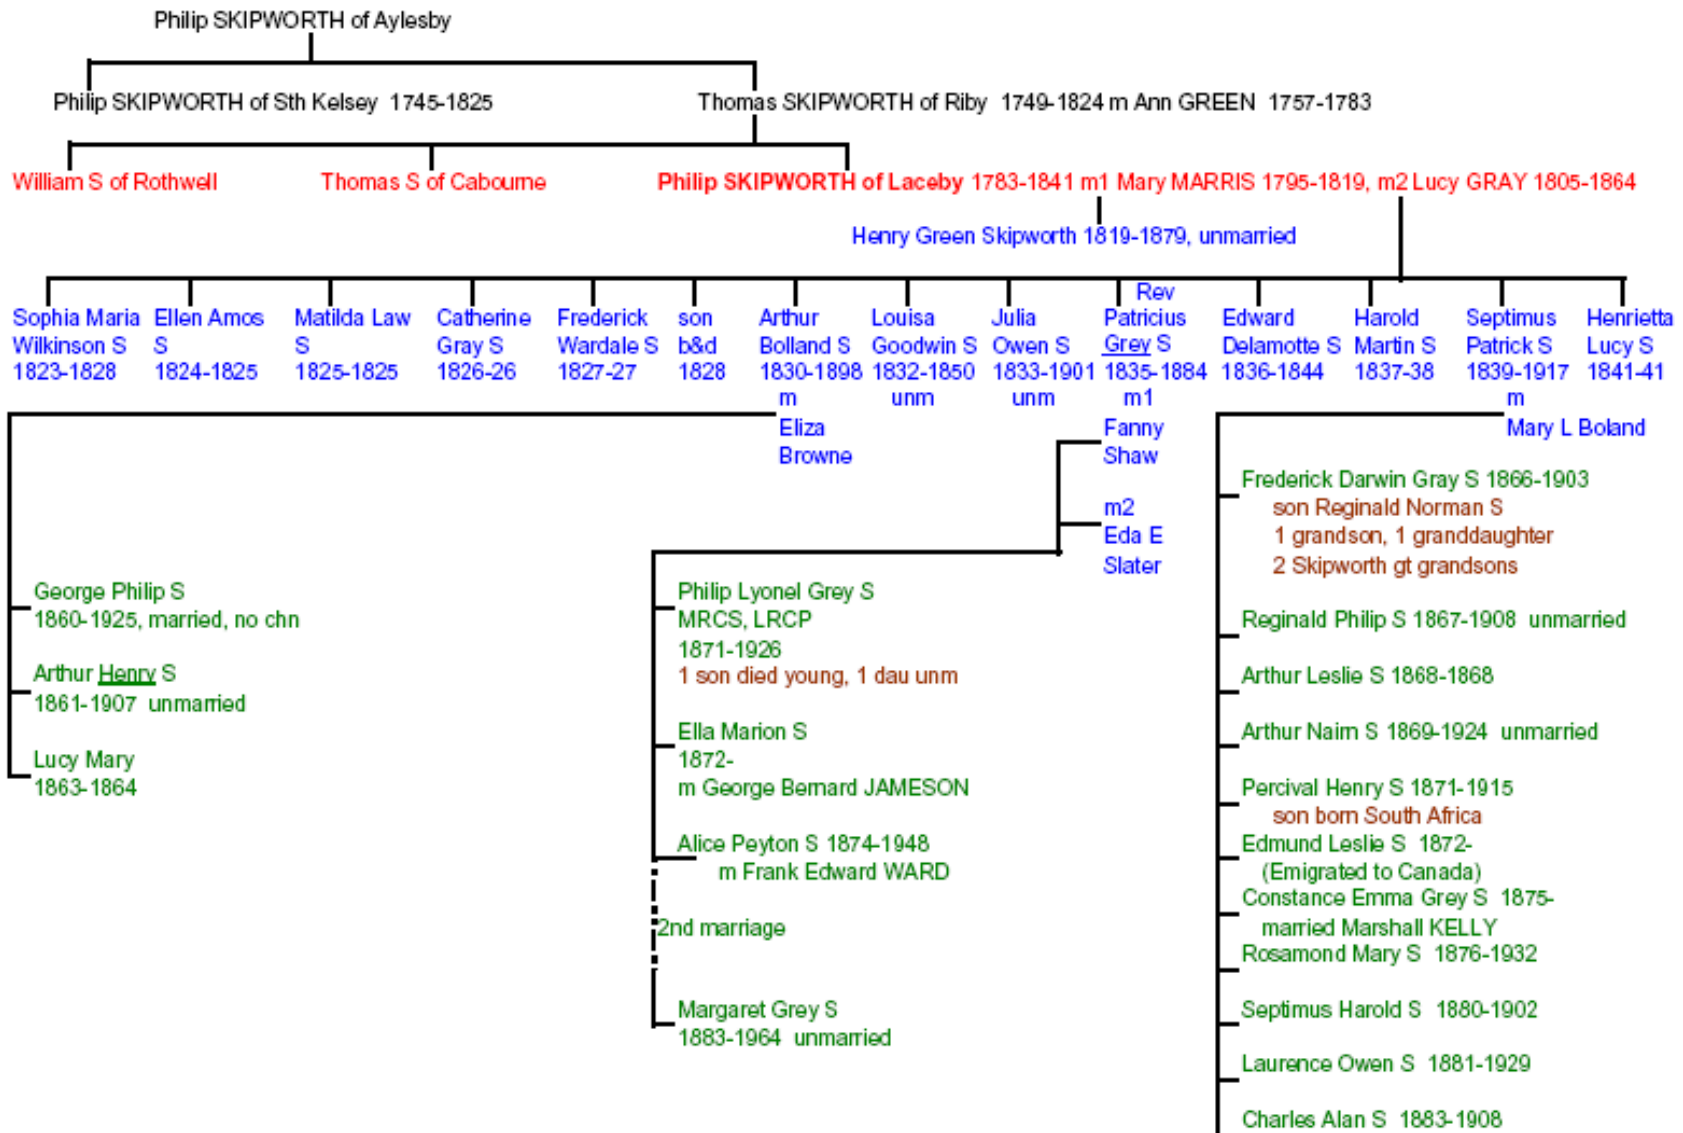 Philip SKIPWORTH of Aylesby
Philip SKIPWORTH of Sth Kelsey 1745-1825
Thomas SKIPWORTH of Riby 1749-1824 m Ann GREEN 1757-1783
William S of Rothwell
Thomas S of Cabourne
Philip SKIPWORTH of Laceby 1783-1841 m1 Mary MARRIS 1795-1819, m2 Lucy GRAY 1805-1864
Henry Green Skipworth 1819-1879, unmarried
Sophia Maria
Wilkinson S
1823-1828
Ellen Amos
S
1824-1825
Matilda Law
S
1825-1825
Catherine
Gray S
1826-26
Frederick
Wardale S
1827-27
son
b&d
1828
Arthur
Bolland S
1830-1898
m
Eliza
Browne
Louisa
Goodwin S
1832-1850
unm
Julia
Owen S
1833-1901
unm
Rev
Patricius
Grey S
1835-1884
m1
Fanny
Shaw
m2
Eda E
Slater
Edward
Delamotte S
1836-1844
Harold
Martin S
1837-38
Septimus
Patrick S
1839-1917
m
Mary L Boland
Henrietta
Lucy S
1841-41
George Philip S
1860-1925, married, no chn
Arthur Henry S
1861-1907 unmarried
Lucy Mary
1863-1864
Philip Lyonel Grey S
MRCS, LRCP
1871-1926
1 son died young, 1 dau unm
Ella Marion S
1872-
m George Bernard JAMESON
Alice Peyton S 1874-1948
m Frank Edward WARD
2nd marriage
Margaret Grey S
1883-1964 unmarried
Frederick Darwin Gray S 1866-1903
son Reginald Norman S
1 grandson, 1 granddaughter
2 Skipworth gt grandsons
Reginald Philip S 1867-1908 unmarried
Arthur Leslie S 1868-1868
Arthur Nairn S 1869-1924 unmarried
Percival Henry S 1871-1915
son born South Africa
Edmund Leslie S 1872-
(Emigrated to Canada)
Constance Emma Grey S 1875-
married Marshall KELLY
Rosamond Mary S 1876-1932
Septimus Harold S 1880-1902
Laurence Owen S 1881-1929
Charles Alan S 1883-1908